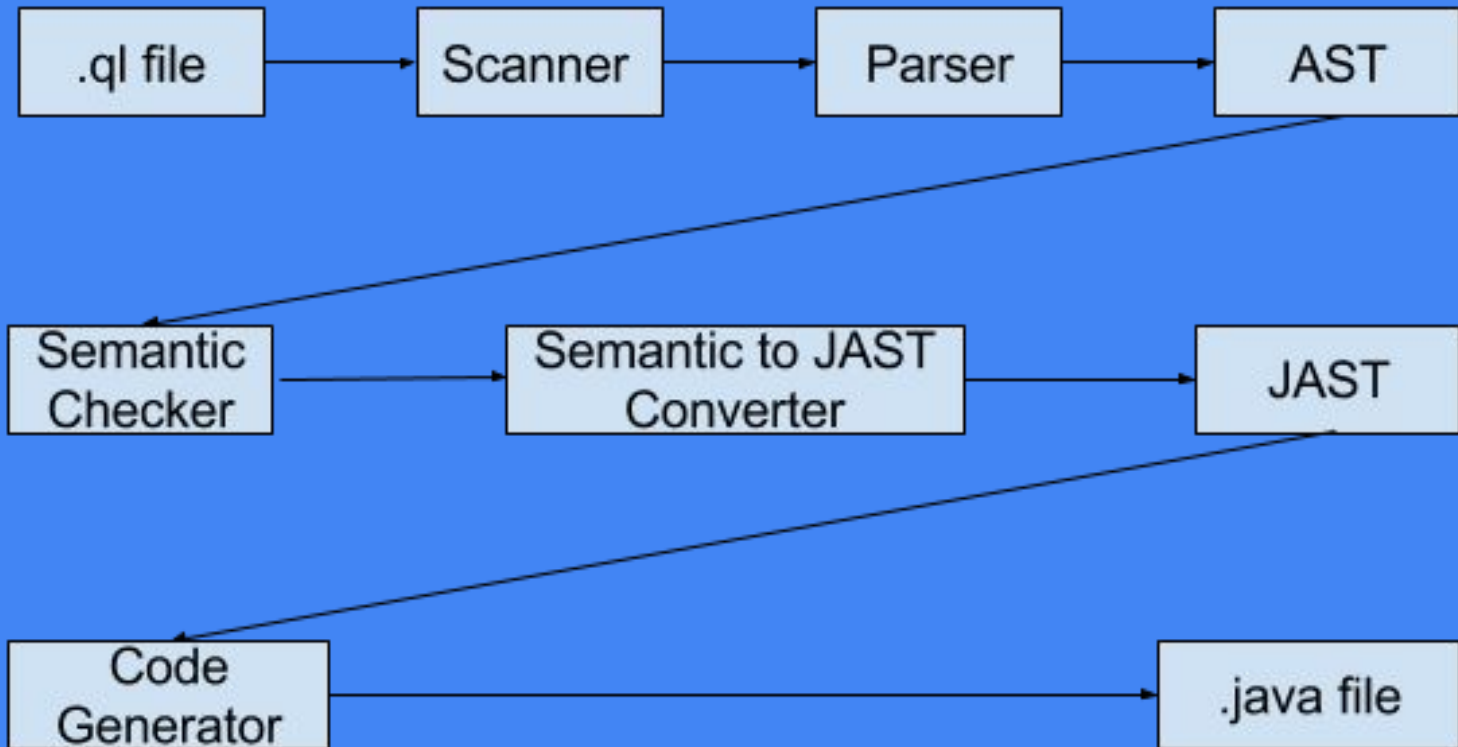 .ql file
Scanner
Parser
AST
Semantic
Checker
Semantic to JAST
Converter
JAST
Code
Generator
.java file